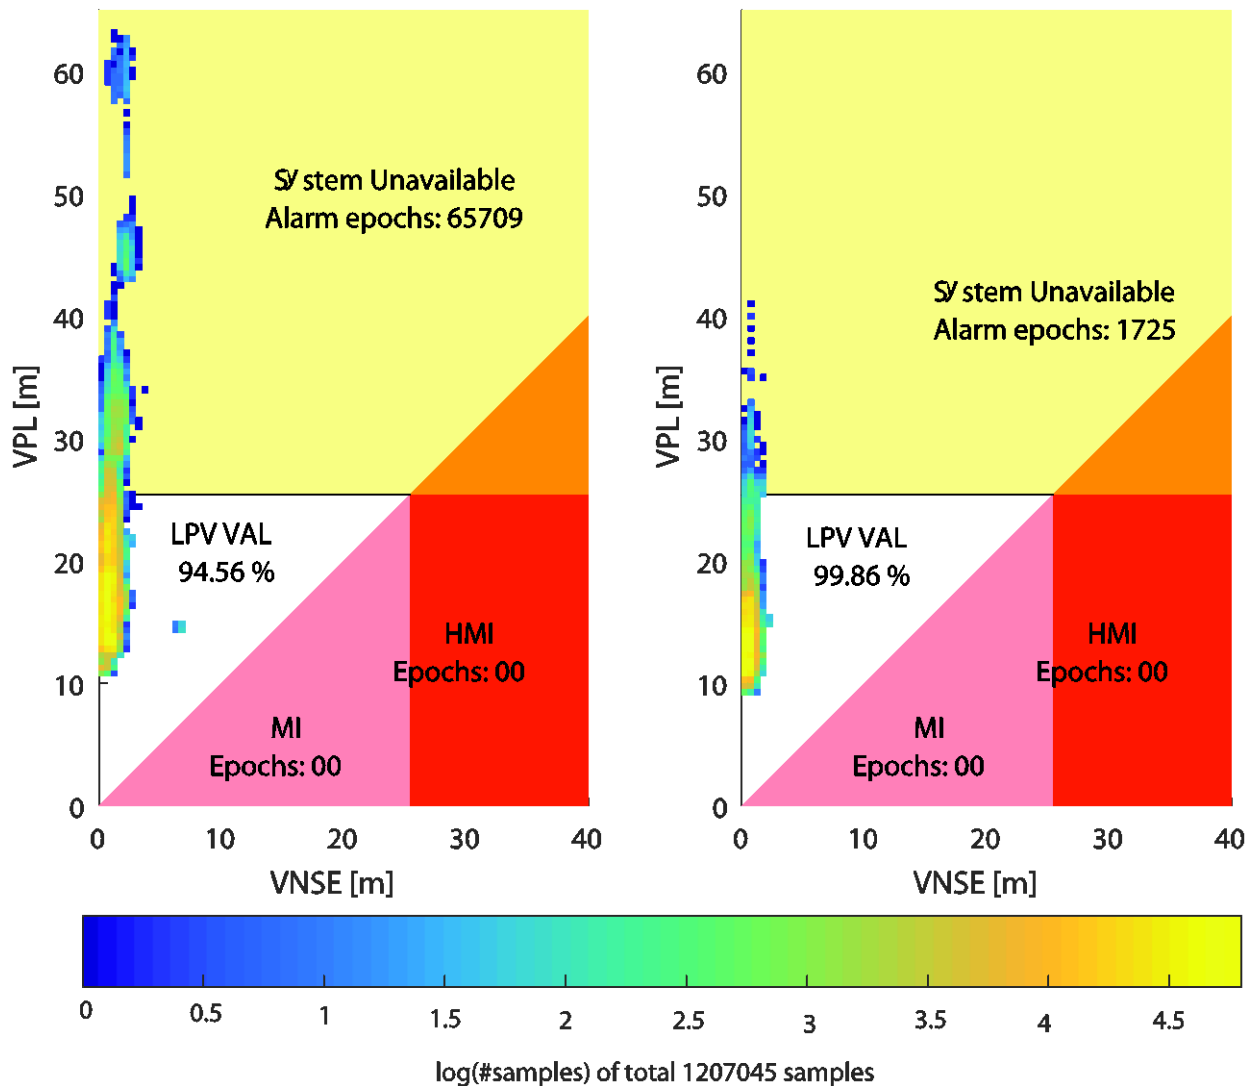 60
50
40
30
20
10
0
VPL [m]
System Unavailable
Alarm epochs: 65709
LPV VAL
94.56 %
HMI
Epochs: 00
MI
Epochs: 00
0 10 20 30 40
VNSE [m]
60
50
40
30
20
10
0
VPL [m]
System Unavailable
Alarm epochs: 1725
LPV VAL
99.86 %
HMI
Epochs: 00
MI
Epochs: 00
0 10 20 30 40
VNSE [m]
0 0.5 1 1.5 2 2.5 3 3.5 4 4.5
log(#samples) of total 1207045 samples